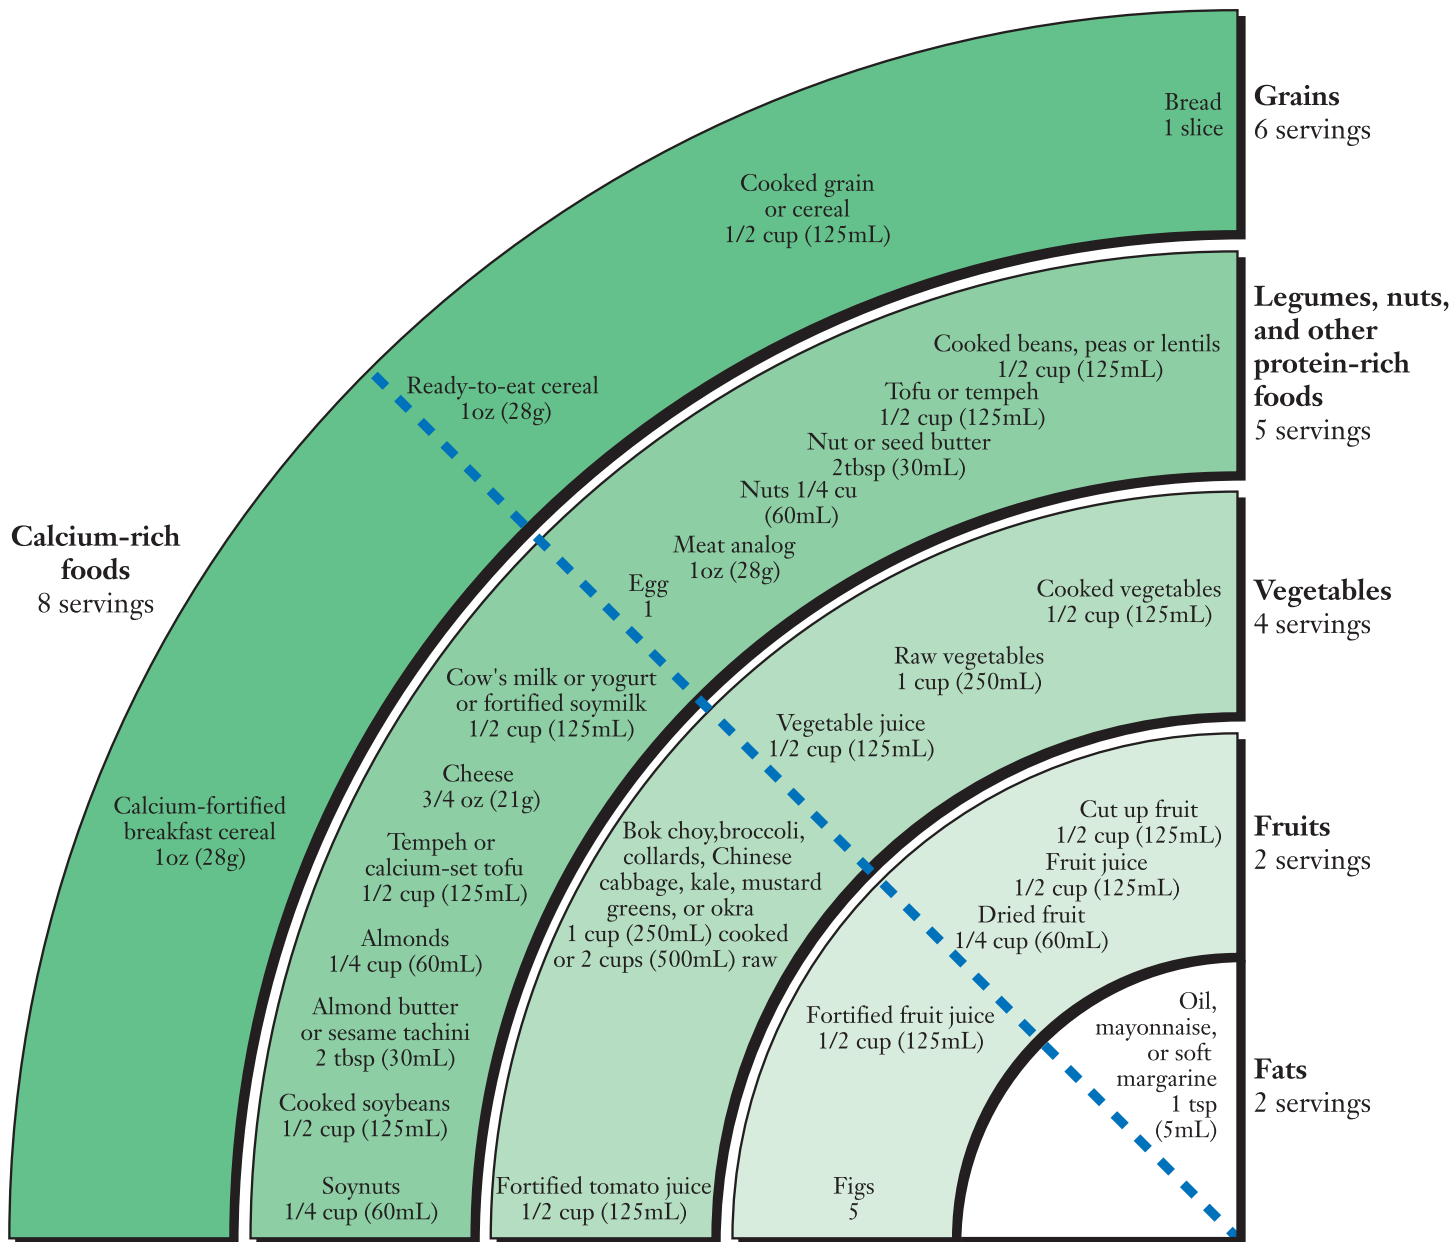 Bread
1 slice
Grains
6 servings
Cooked grain
or cereal
1/2 cup (125mL)
Ready-to-eat cereal
1oz (28g)
Legumes, nuts,
and other
protein-rich
foods
5 servings
Cooked beans, peas or lentils
1/2 cup (125mL)
Tofu or tempeh
1/2 cup (125mL)
Nut or seed butter
2tbsp (30mL)
Nuts 1/4 cu
(60mL)
Meat analog
1oz (28g)
Egg
1
Calcium-rich
foods
8 servings
Vegetables
4 servings
Cooked vegetables
1/2 cup (125mL)
Raw vegetables
1 cup (250mL)
Vegetable juice
1/2 cup (125mL)
Cow's milk or yogurt
or fortified soymilk
1/2 cup (125mL)
Cheese
3/4 oz (21g)
Calcium-fortified
breakfast cereal
1oz (28g)
Tempeh or
calcium-set tofu
1/2 cup (125mL)
Almonds
1/4 cup (60mL)
Almond butter
or sesame tachini
2 tbsp (30mL)
Cooked soybeans
1/2 cup (125mL)
Soynuts
1/4 cup (60mL)
Bok choy,broccoli,
collards, Chinese
cabbage, kale, mustard
greens, or okra
1 cup (250mL) cooked
or 2 cups (500mL) raw
Fortified tomato juice
1/2 cup (125mL)
Fruits
2 servings
Cut up fruit
1/2 cup (125mL)
Fruit juice
1/2 cup (125mL)
Dried fruit
1/4 cup (60mL)
Fortified fruit juice
1/2 cup (125mL)
Figs
5
Oil,
mayonnaise,
or soft
margarine
1 tsp
(5mL)
Fats
2 servings